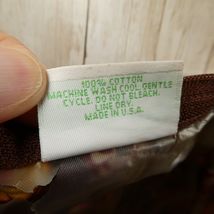 100% COTTON
MACHINE WASH COOL, GENTLE
CYCLE. DO NOT BLEACH.
LINE DRY.
MADE IN U.S.A.